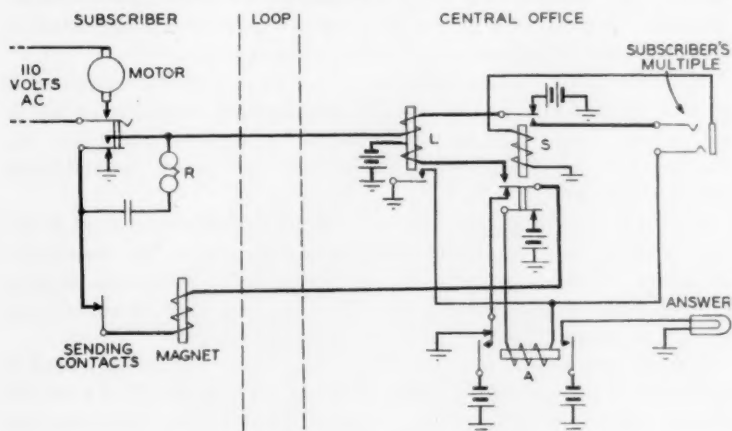 SUBSCRIBER
LOOP
CENTRAL OFFICE
110
VOLTS
AC
MOTOR
SUBSCRIBER'S
MULTIPLE
L
S
R
SENDING
CONTACTS
MAGNET
ANSWER
A